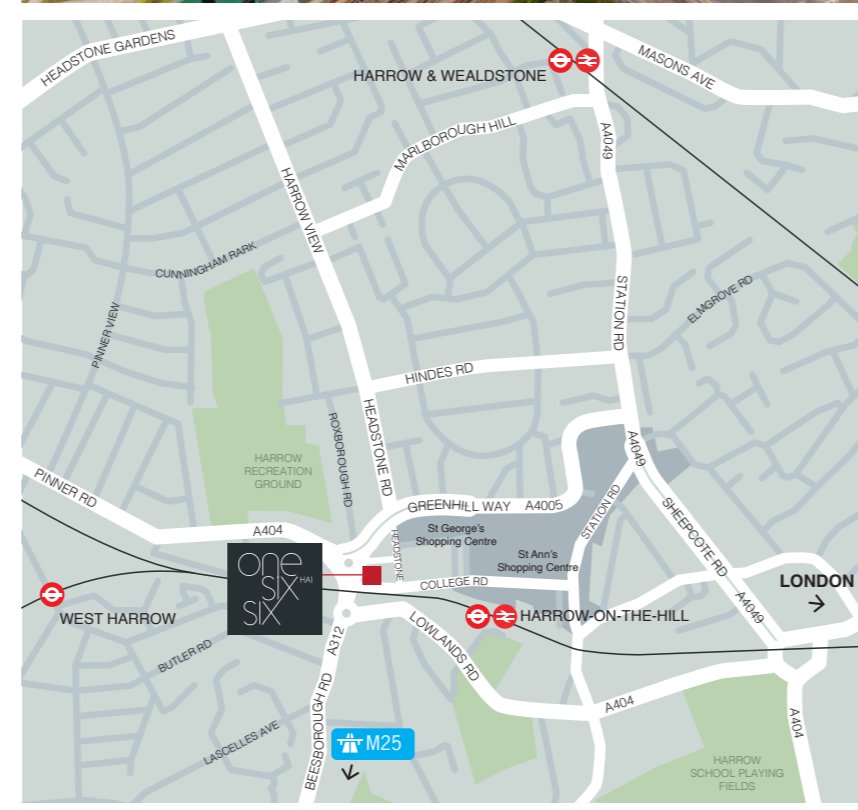 HEADSTONE GARDENS
HARROW & WEALDSTONE
MASONS AVE
MARLBOROUGH HILL
A4049
HARROW VIEW
CUNNINGHAM PARK
STATION RD
ELMGROVE RD
PINNER VIEW
HINDES RD
HEADSTONE RD
ROXBOROUGH RD
HARROW
RECREATION
GROUND
PINNER RD
A404
GREENHILL WAY A4005
A4049
STATION RD
SHEEPCOTE RD
St George's
Shopping Centre
St Ann's
Shopping Centre
HEADSTONE
COLLEGE RD
one
SIX
HA1
SIX
WEST HARROW
HARROW-ON-THE-HILL
LONDON
A4049
BUTLER RD
A312
LOWLANDS RD
BEESBOROUGH RD
LASCELLES AVE
M25
A404
A404
HARROW
SCHOOL PLAYING
FIELDS